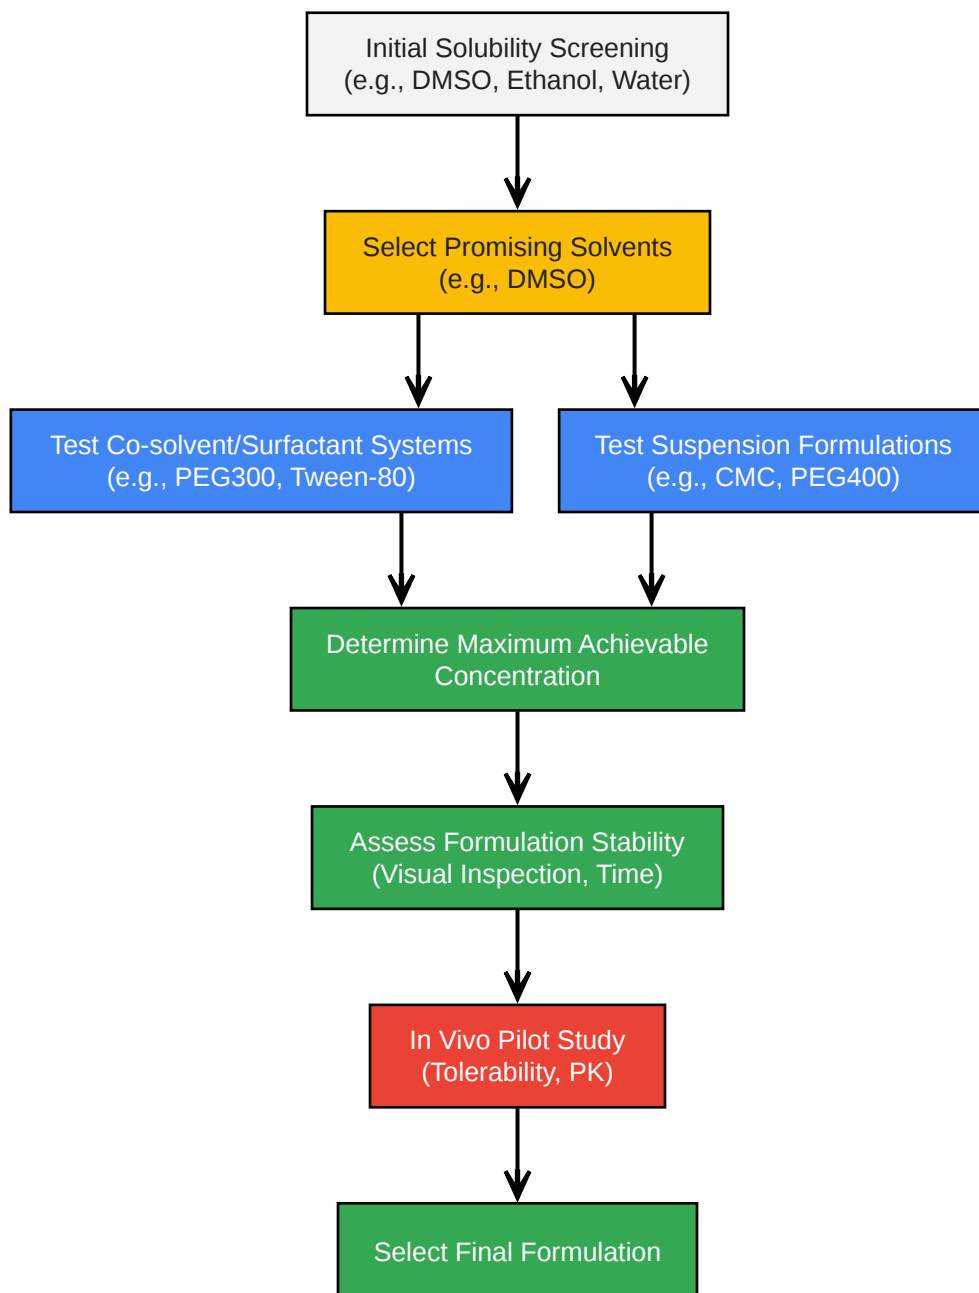 Initial Solubility Screening
(e.g., DMSO, Ethanol, Water)
Select Promising Solvents
(e.g., DMSO)
Test Co-solvent/Surfactant Systems
(e.g., PEG300, Tween-80)
Test Suspension Formulations
(e.g., CMC, PEG400)
Determine Maximum Achievable
Concentration
Assess Formulation Stability
(Visual Inspection, Time)
In Vivo Pilot Study
(Tolerability, PK)
Select Final Formulation